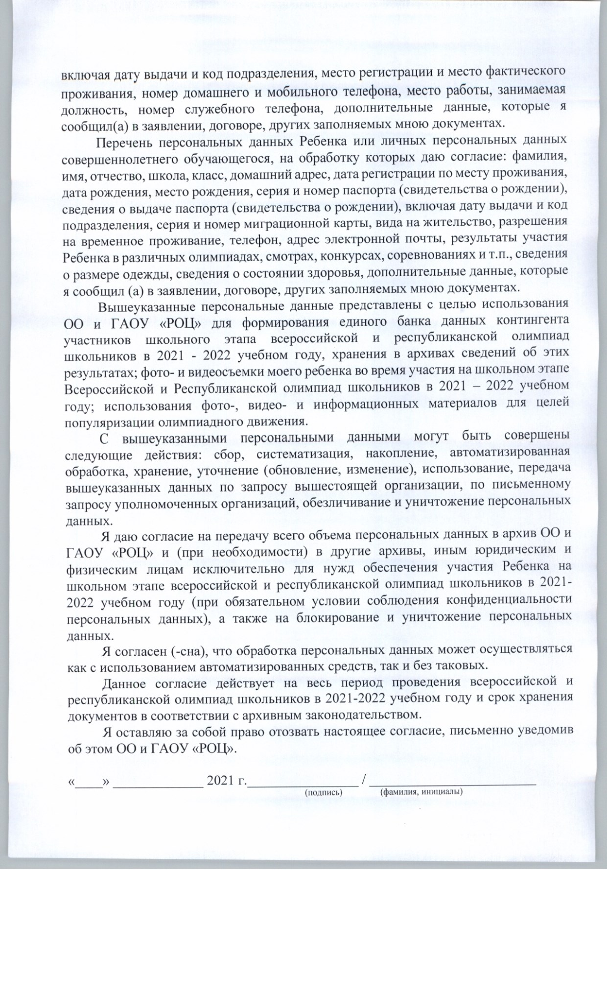 включая дату выдачи и код подразделения, место регистрации и место фактического
проживания, номер домашнего и мобильного телефона, место работы, занимаемая
должность, номер служебного телефона, дополнительные данные, которые я
сообщил(а) в заявлении, договоре, других заполняемых мною документах.
Перечень персональных данных Ребенка или личных персональных данных
совершеннолетнего обучающегося, на обработку которых даю согласие: фамилия,
имя, отчество, школа, класс, домашний адрес, дата регистрации по месту проживания,
дата рождения, место рождения, серия и номер паспорта (свидетельства о рождении),
сведения о выдаче паспорта (свидетельства о рождении), включая дату выдачи и код
подразделения, серия и номер миграционной карты, вида на жительство, разрешения
на временное проживание, телефон, адрес электронной почты, результаты участия
Ребенка в различных олимпиадах, смотрах, конкурсах, соревнованиях и т.п., сведения
о размере одежды, сведения о состоянии здоровья, дополнительные данные, которые
я сообщил (а) в заявлении, договоре, других заполняемых мною документах.
Вышеуказанные персональные данные представлены с целью использования
ОО и ГАОУ «РОЦ» для формирования единого банка данных контингента
участников школьного этапа всероссийской и республиканской олимпиад
школьников в 2021 - 2022 учебном году, хранения в архивах сведений об этих
результатах; фото- и видеосъемки моего ребенка во время участия на школьном этапе
Всероссийской и Республиканской олимпиад школьников в 2021 – 2022 учебном
году; использования фото-, видео- и информационных материалов для целей
популяризации олимпиадного движения.
С вышеуказанными персональными данными могут быть совершены
следующие действия: сбор, систематизация, накопление, автоматизированная
обработка, хранение, уточнение (обновление, изменение), использование, передача
вышеуказанных данных по запросу вышестоящей организации, по письменному
запросу уполномоченных организаций, обезличивание и уничтожение персональных
данных.
Я даю согласие на передачу всего объема персональных данных в архив ОО и
ГАОУ «РОЦ» и (при необходимости) в другие архивы, иным юридическим и
физическим лицам исключительно для нужд обеспечения участия Ребенка на
школьном этапе всероссийской и республиканской олимпиад школьников в 2021-
2022 учебном году (при обязательном условии соблюдения конфиденциальности
персональных данных), а также на блокирование и уничтожение персональных
данных.
Я согласен (-сна), что обработка персональных данных может осуществляться
как с использованием автоматизированных средств, так и без таковых.
Данное согласие действует на весь период проведения всероссийской и
республиканской олимпиад школьников в 2021-2022 учебном году и срок хранения
документов в соответствии с архивным законодательством.
Я оставляю за собой право отозвать настоящее согласие, письменно уведомив
об этом ОО и ГАОУ «РОЦ».
«____» _____________ 2021 г.________________ / ________________________
(подпись) (фамилия, инициалы)